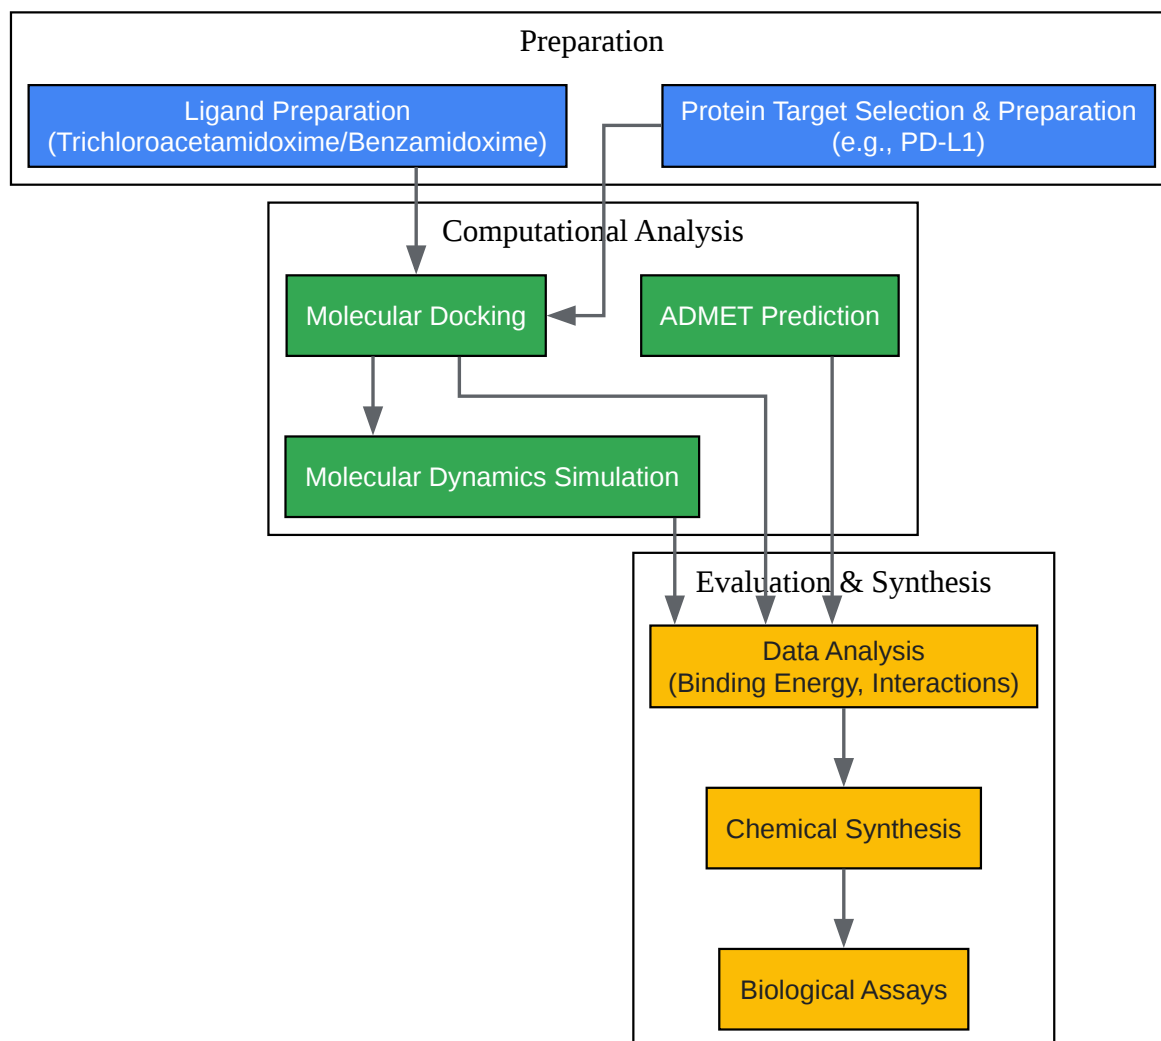 Preparation
Ligand Preparation
(Trichloroacetamidoxime/Benzamidoxime)
Protein Target Selection & Preparation
(e.g., PD-L1)
Computational Analysis
Molecular Docking
ADMET Prediction
Molecular Dynamics Simulation
Evaluation & Synthesis
Data Analysis
(Binding Energy, Interactions)
Chemical Synthesis
Biological Assays